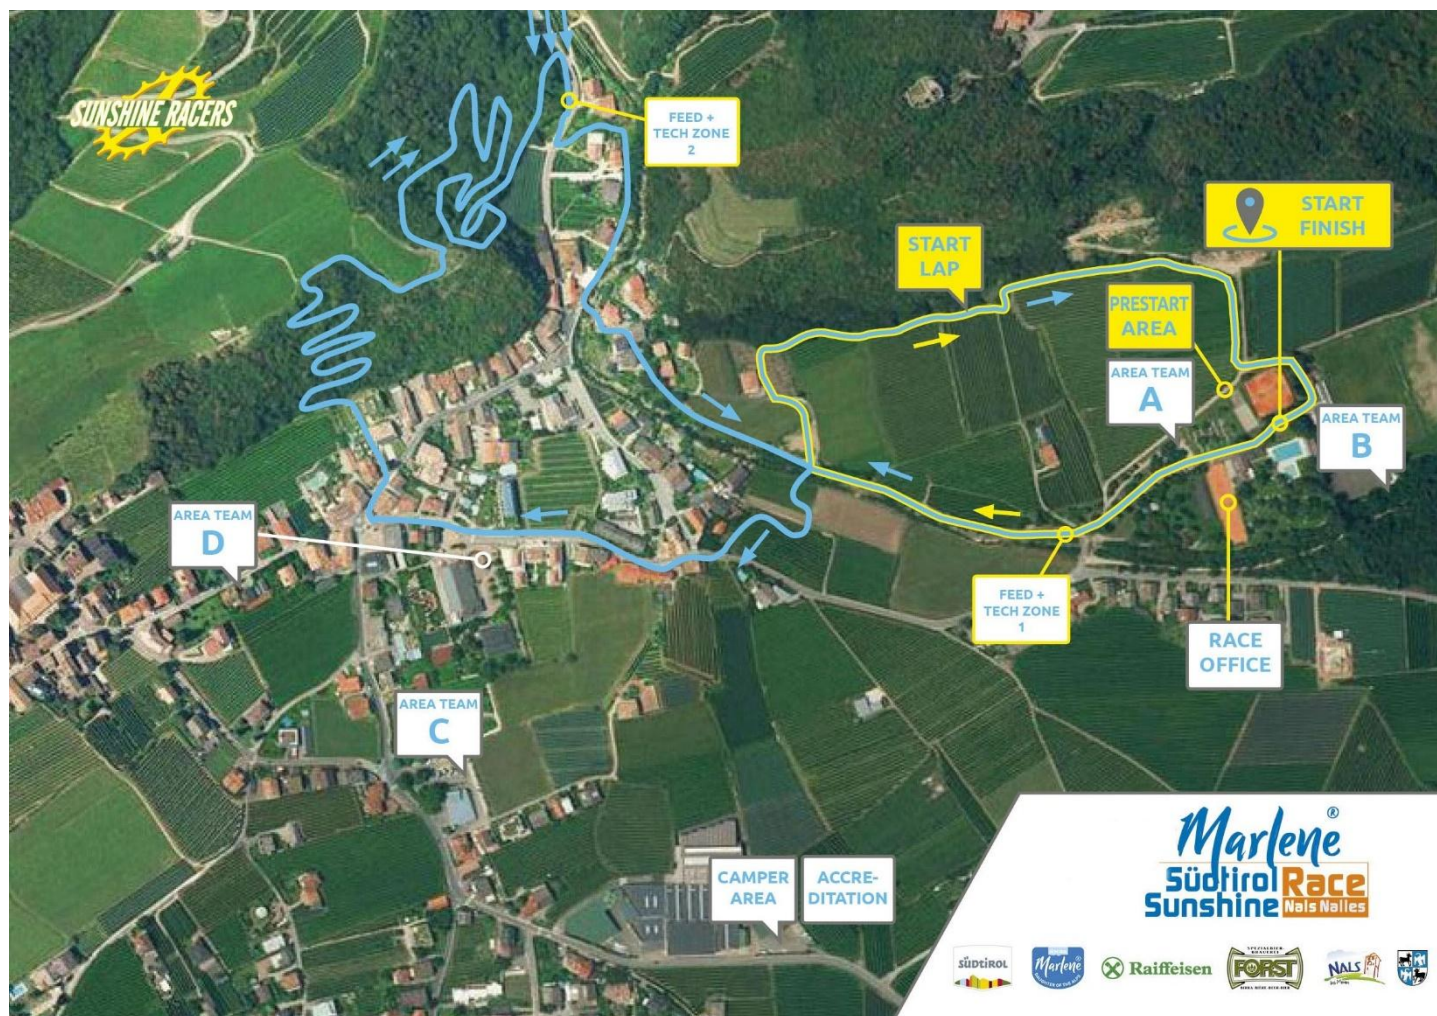 SUNSHINE RACERS
FEED +
TECH ZONE
2
START
FINISH
START
LAP
PRESTART
AREA
AREA TEAM
A
AREA TEAM
B
AREA TEAM
D
FEED +
TECH ZONE
1
RACE
OFFICE
AREA TEAM
C
CAMPER
AREA
ACCRE-
DITATION
Marlene®
Südtirol Race
Sunshine Nals Nalles
SÜDTIROL
Marlene
Raiffeisen
SPEZIALBIER-
BRAUEREI
FORST
NALS